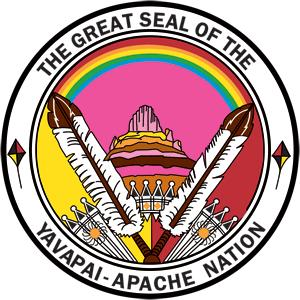 THE GREAT SEAL OF THE
YAVAPAI-APACHE NATION